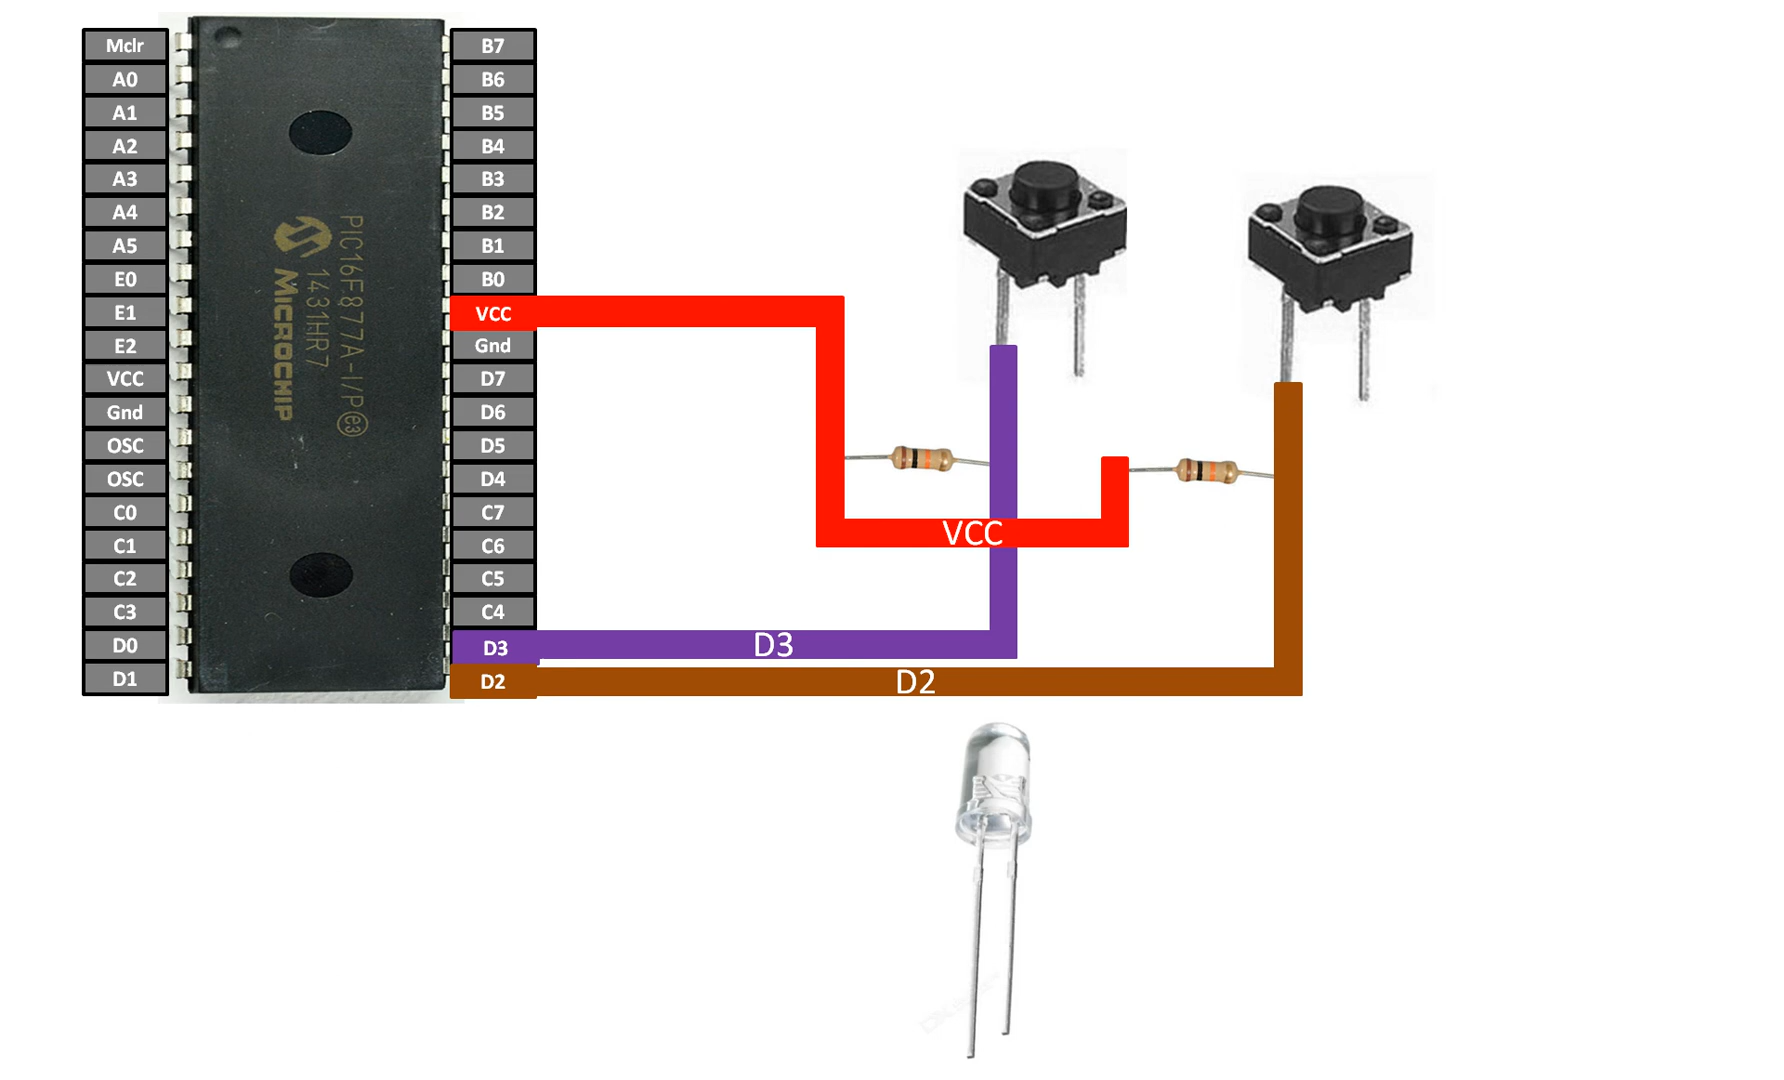 Mclr
A0
A1
A2
A3
A4
A5
E0
E1
E2
VCC
Gnd
OSC
OSC
C0
C1
C2
C3
D0
D1
PIC16F877A-I/P e3
1431HR7
MICROCHIP
B7
B6
B5
B4
B3
B2
B1
B0
VCC
Gnd
D7
D6
D5
D4
C7
C6
C5
C4
D3
D2
VCC
D3
D2